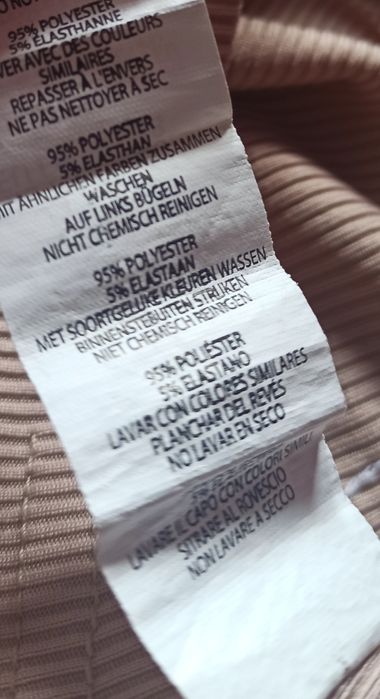 95% POLYESTER
5% ÉLASTHANNE
AVEC DES COULEURS
SIMILAIRES
REPASSER À L'ENVERS
NE PAS NETTOYER À SEC
95% POLYESTER
5% ELASTHAN
ÄHNLICHEN FARBEN ZUSAMMEN
WASCHEN
AUF LINKS BÜGELN
NICHT CHEMISCH REINIGEN
95% POLYESTER
5% ELASTAAN
MET SOORTGELIJKE KLEUREN WASSEN
BINNENSTEBUITEN STRIJKEN
NIET CHEMISCH REINIGEN
95% POLIÉSTER
5% ELASTANO
LAVAR CON COLORES SIMILARES
PLANCHAR DEL REVÉS
NO LAVAR EN SECO
LAVARE IL CAPO CON COLORI SIMILI
STIRARE AL ROVESCIO
NON LAVARE A SECCO